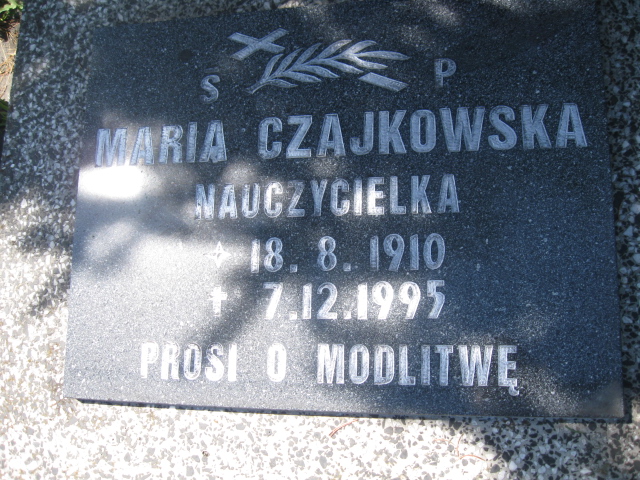 S P
MARIA CZAJKOWSKA
NAUCZYCIELKA
18. 8. 1910
† 7.12.1995
PROSI O MODLITWĘ